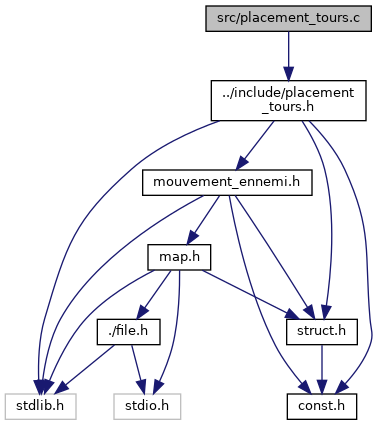 src/placement_tours.c
../include/placement
_tours.h
mouvement_ennemi.h
map.h
./file.h
struct.h
stdlib.h
stdio.h
const.h